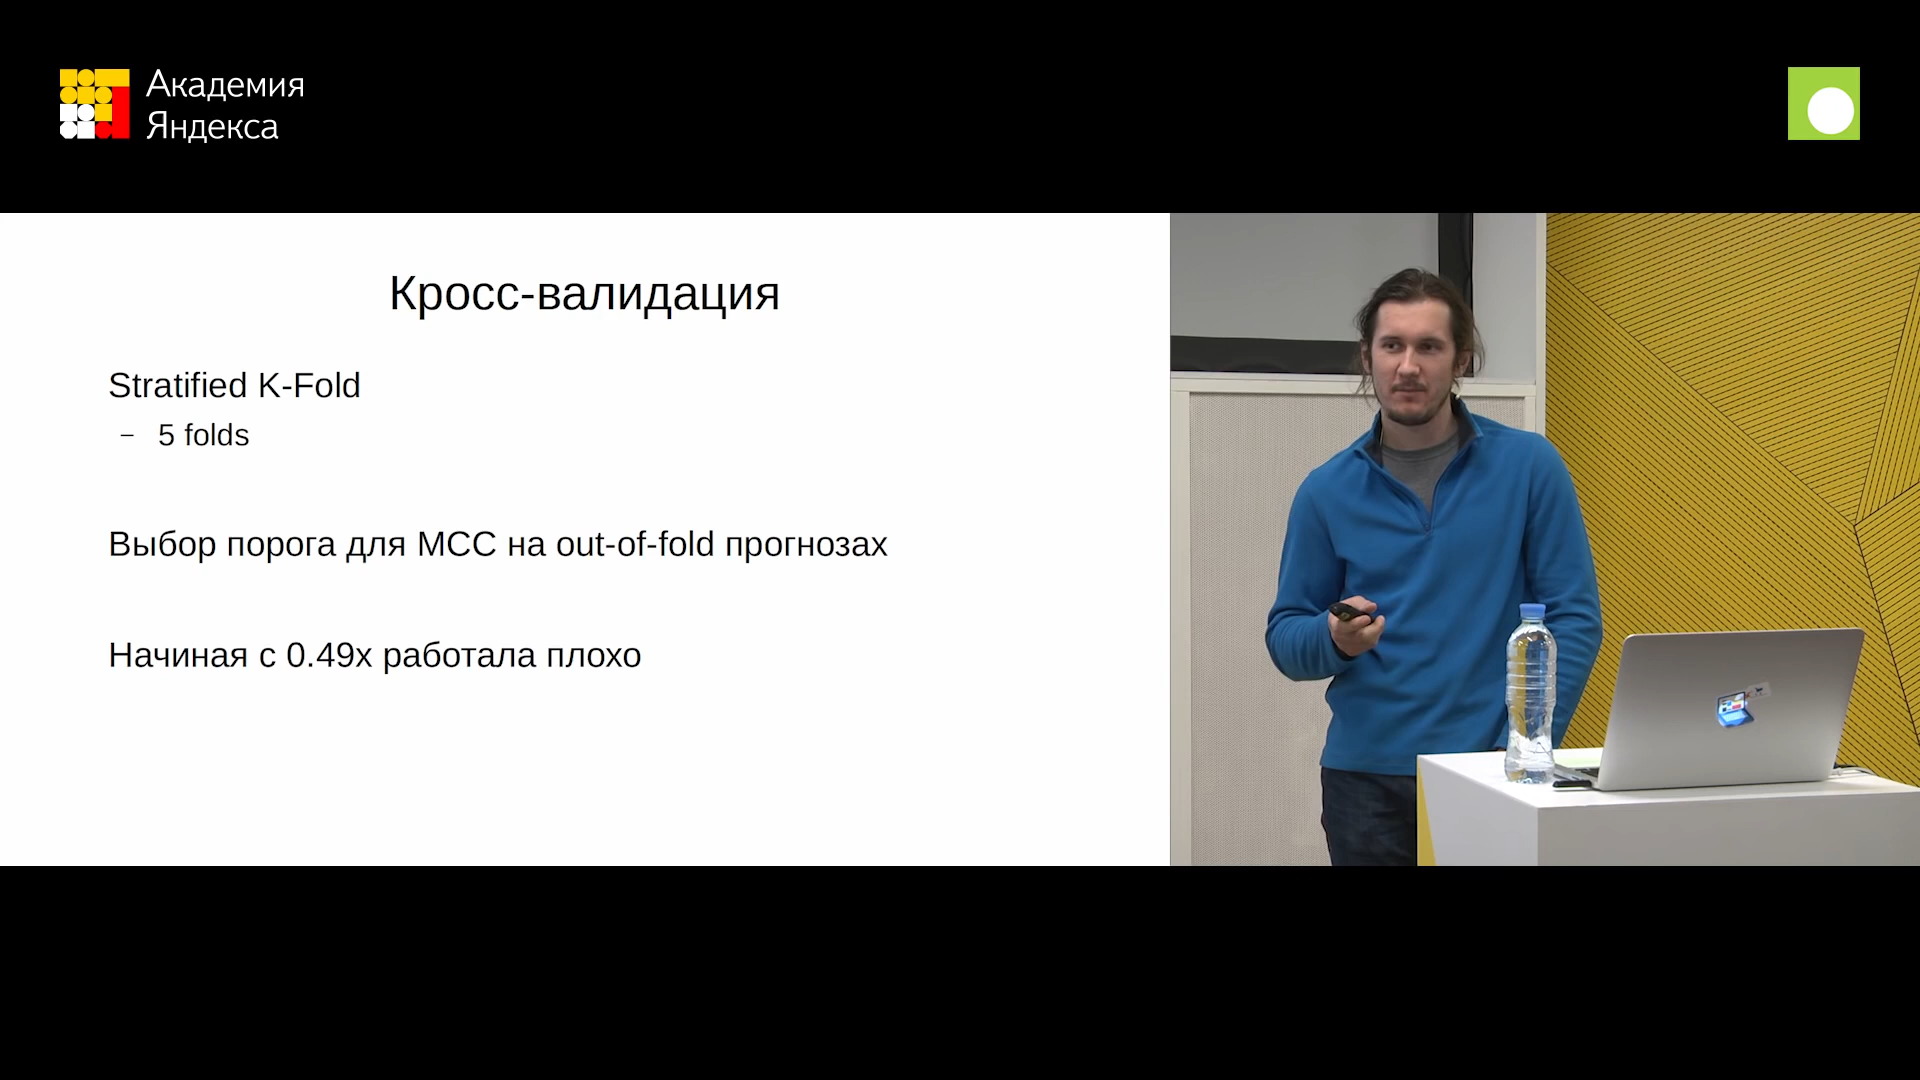 Академия
Яндекса
Кросс-валидация
Stratified K-Fold
– 5 folds
Выбор порога для MCC на out-of-fold прогнозах
Начиная с 0.49x работала плохо